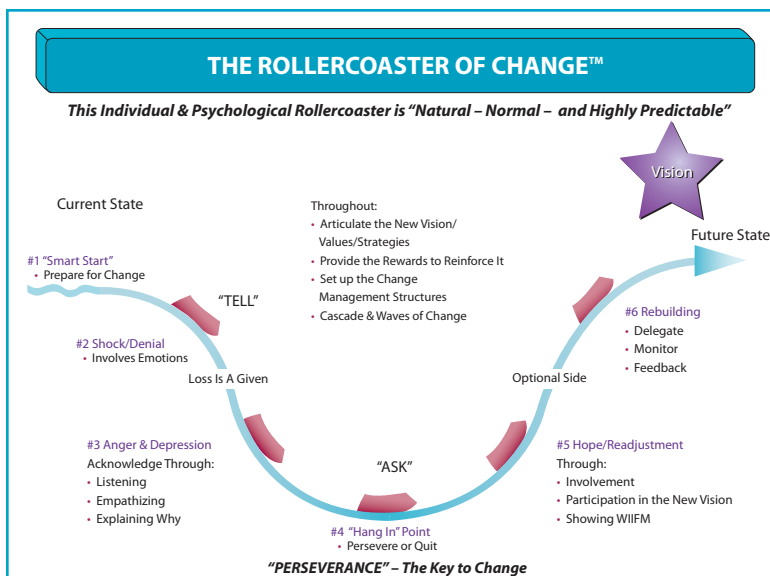 THE ROLLERCOASTER OF CHANGE™
This Individual & Psychological Rollercoaster is “Natural – Normal – and Highly Predictable”
Vision
Current State
Future State
Throughout:
• Articulate the New Vision/
Values/Strategies
• Provide the Rewards to Reinforce It
• Set up the Change
Management Structures
• Cascade & Waves of Change
#1 “Smart Start”
• Prepare for Change
“TELL”
#2 Shock/Denial
• Involves Emotions
Loss Is A Given
#3 Anger & Depression
Acknowledge Through:
• Listening
• Empathizing
• Explaining Why
“ASK”
#4 “Hang In” Point
• Persevere or Quit
Optional Side
#5 Hope/Readjustment
Through:
• Involvement
• Participation in the New Vision
• Showing WIIFM
#6 Rebuilding
• Delegate
• Monitor
• Feedback
“PERSEVERANCE” – The Key to Change